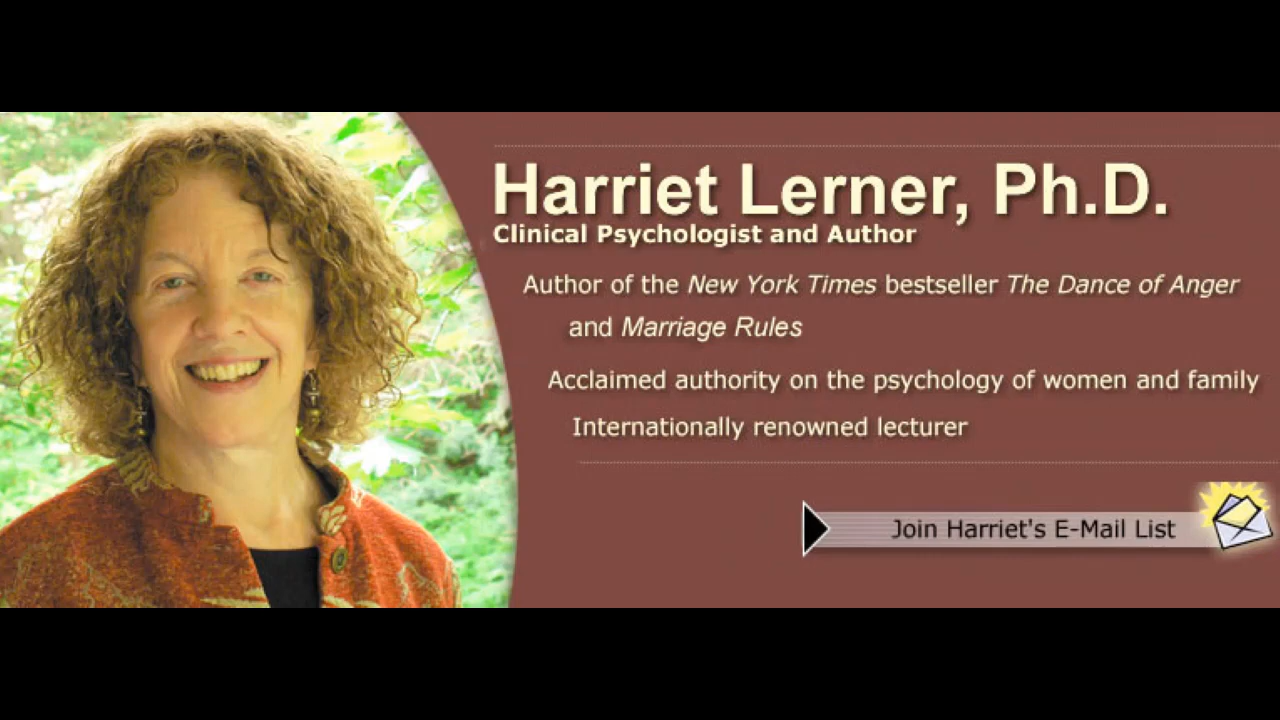 Harriet Lerner, Ph.D.
Clinical Psychologist and Author
Author of the New York Times bestseller The Dance of Anger
and Marriage Rules
Acclaimed authority on the psychology of women and family
Internationally renowned lecturer
Join Harriet's E-Mail List